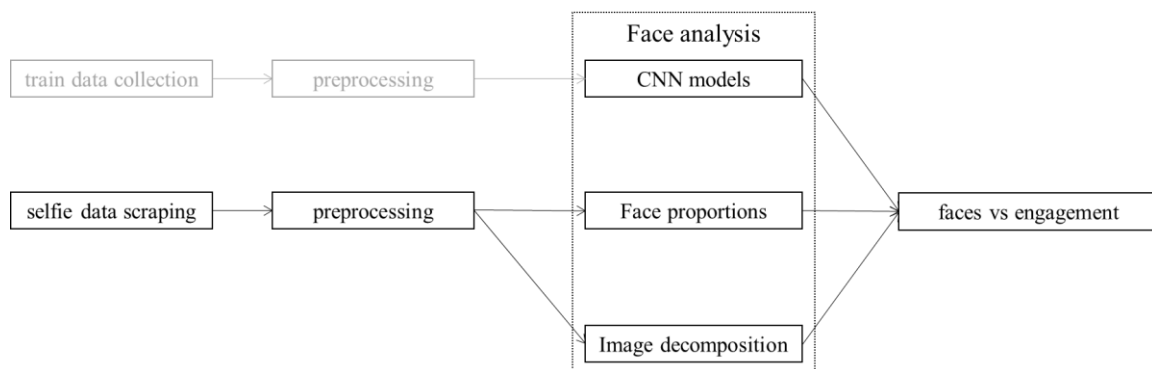 Face analysis
train data collection
preprocessing
CNN models
selfie data scraping
preprocessing
Face proportions
faces vs engagement
Image decomposition